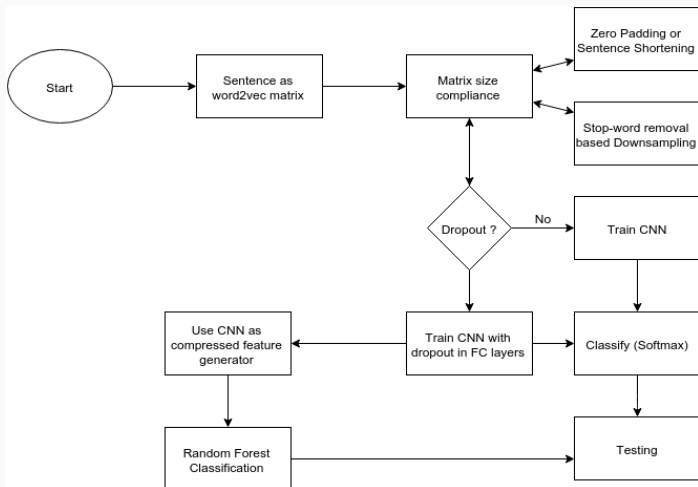 Start
Sentence as
word2vec matrix
Matrix size
compliance
Zero Padding or
Sentence Shortening
Stop-word removal
based Downsampling
Dropout ?
No
Train CNN
Use CNN as
compressed feature
generator
Train CNN with
dropout in FC layers
Classify (Softmax)
Random Forest
Classification
Testing